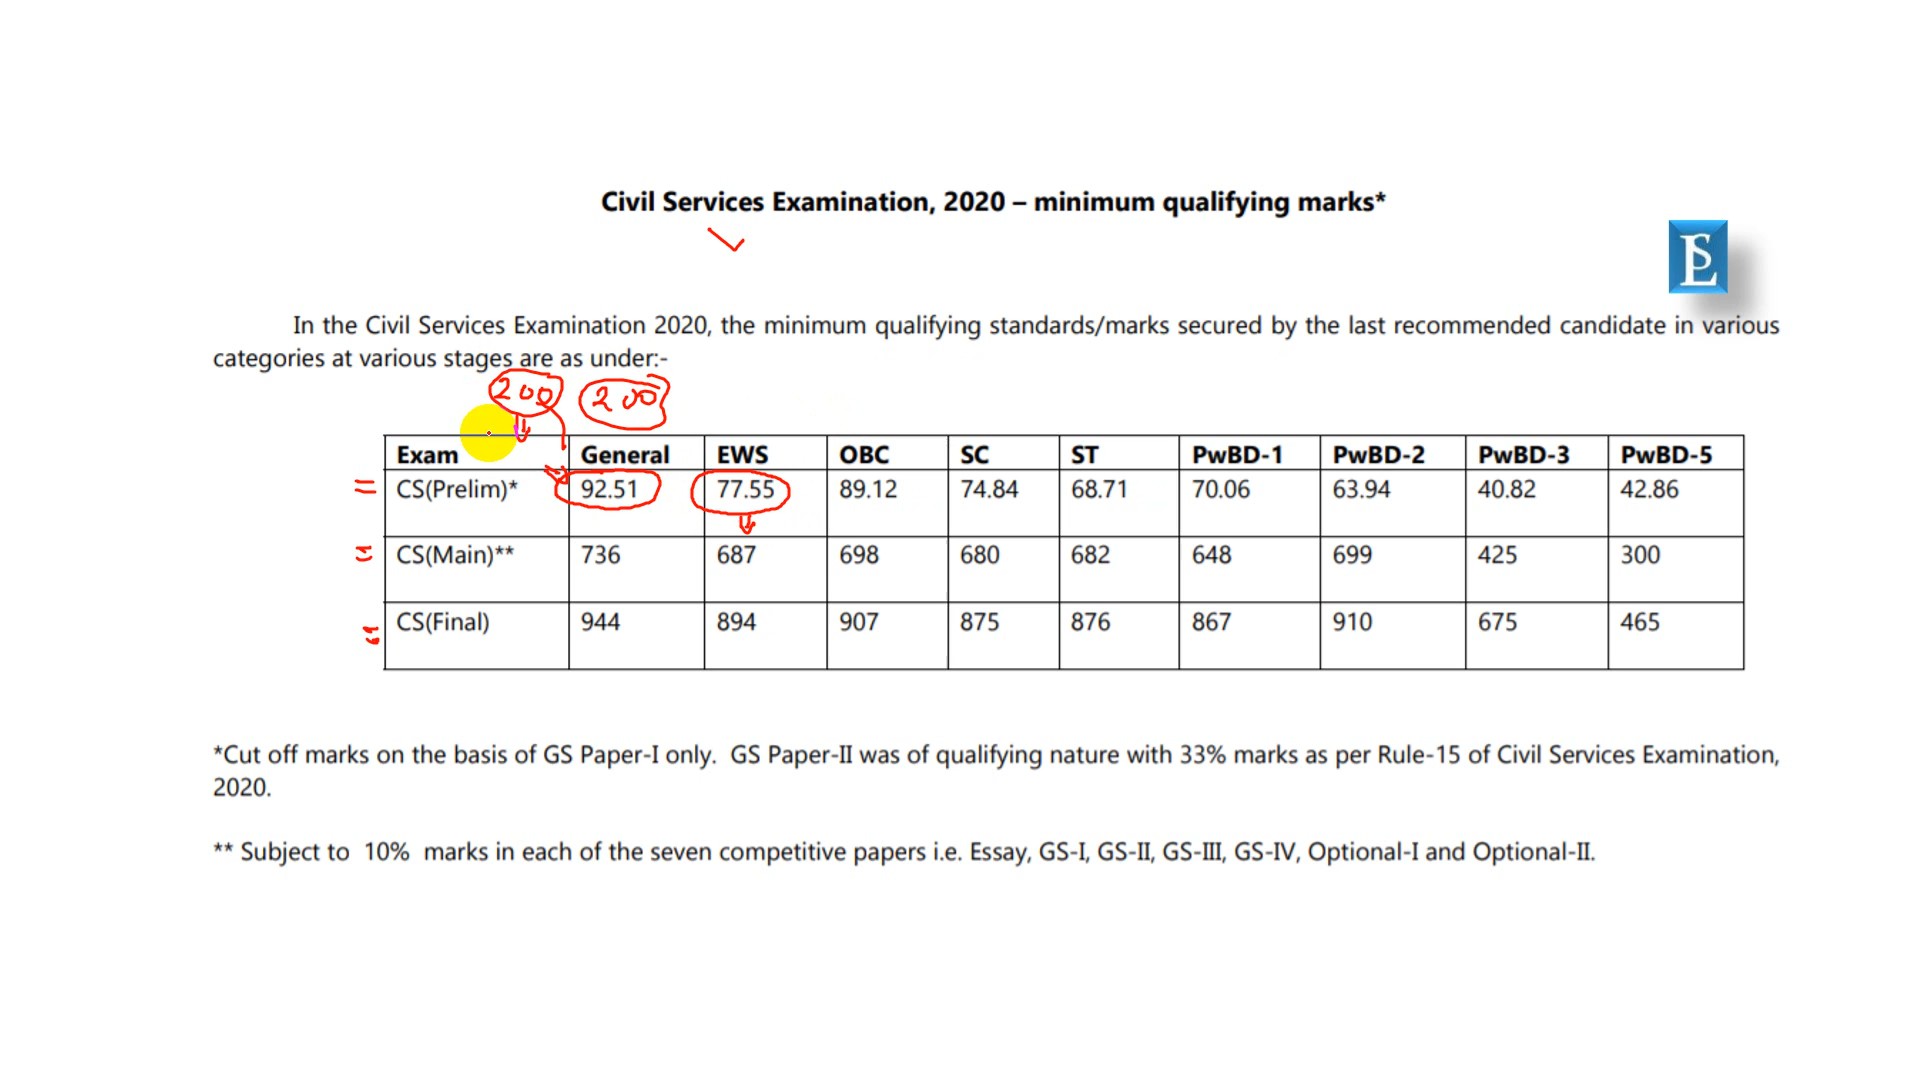 Civil Services Examination, 2020 – minimum qualifying marks*
In the Civil Services Examination 2020, the minimum qualifying standards/marks secured by the last recommended candidate in various
categories at various stages are as under:-
200 200
Exam General EWS OBC SC ST PwBD-1 PwBD-2 PwBD-3 PwBD-5
CS(Prelim)* 92.51 77.55 89.12 74.84 68.71 70.06 63.94 40.82 42.86
CS(Main)** 736 687 698 680 682 648 699 425 300
CS(Final) 944 894 907 875 876 867 910 675 465
*Cut off marks on the basis of GS Paper-I only. GS Paper-II was of qualifying nature with 33% marks as per Rule-15 of Civil Services Examination,
2020.
** Subject to 10% marks in each of the seven competitive papers i.e. Essay, GS-I, GS-II, GS-III, GS-IV, Optional-I and Optional-II.